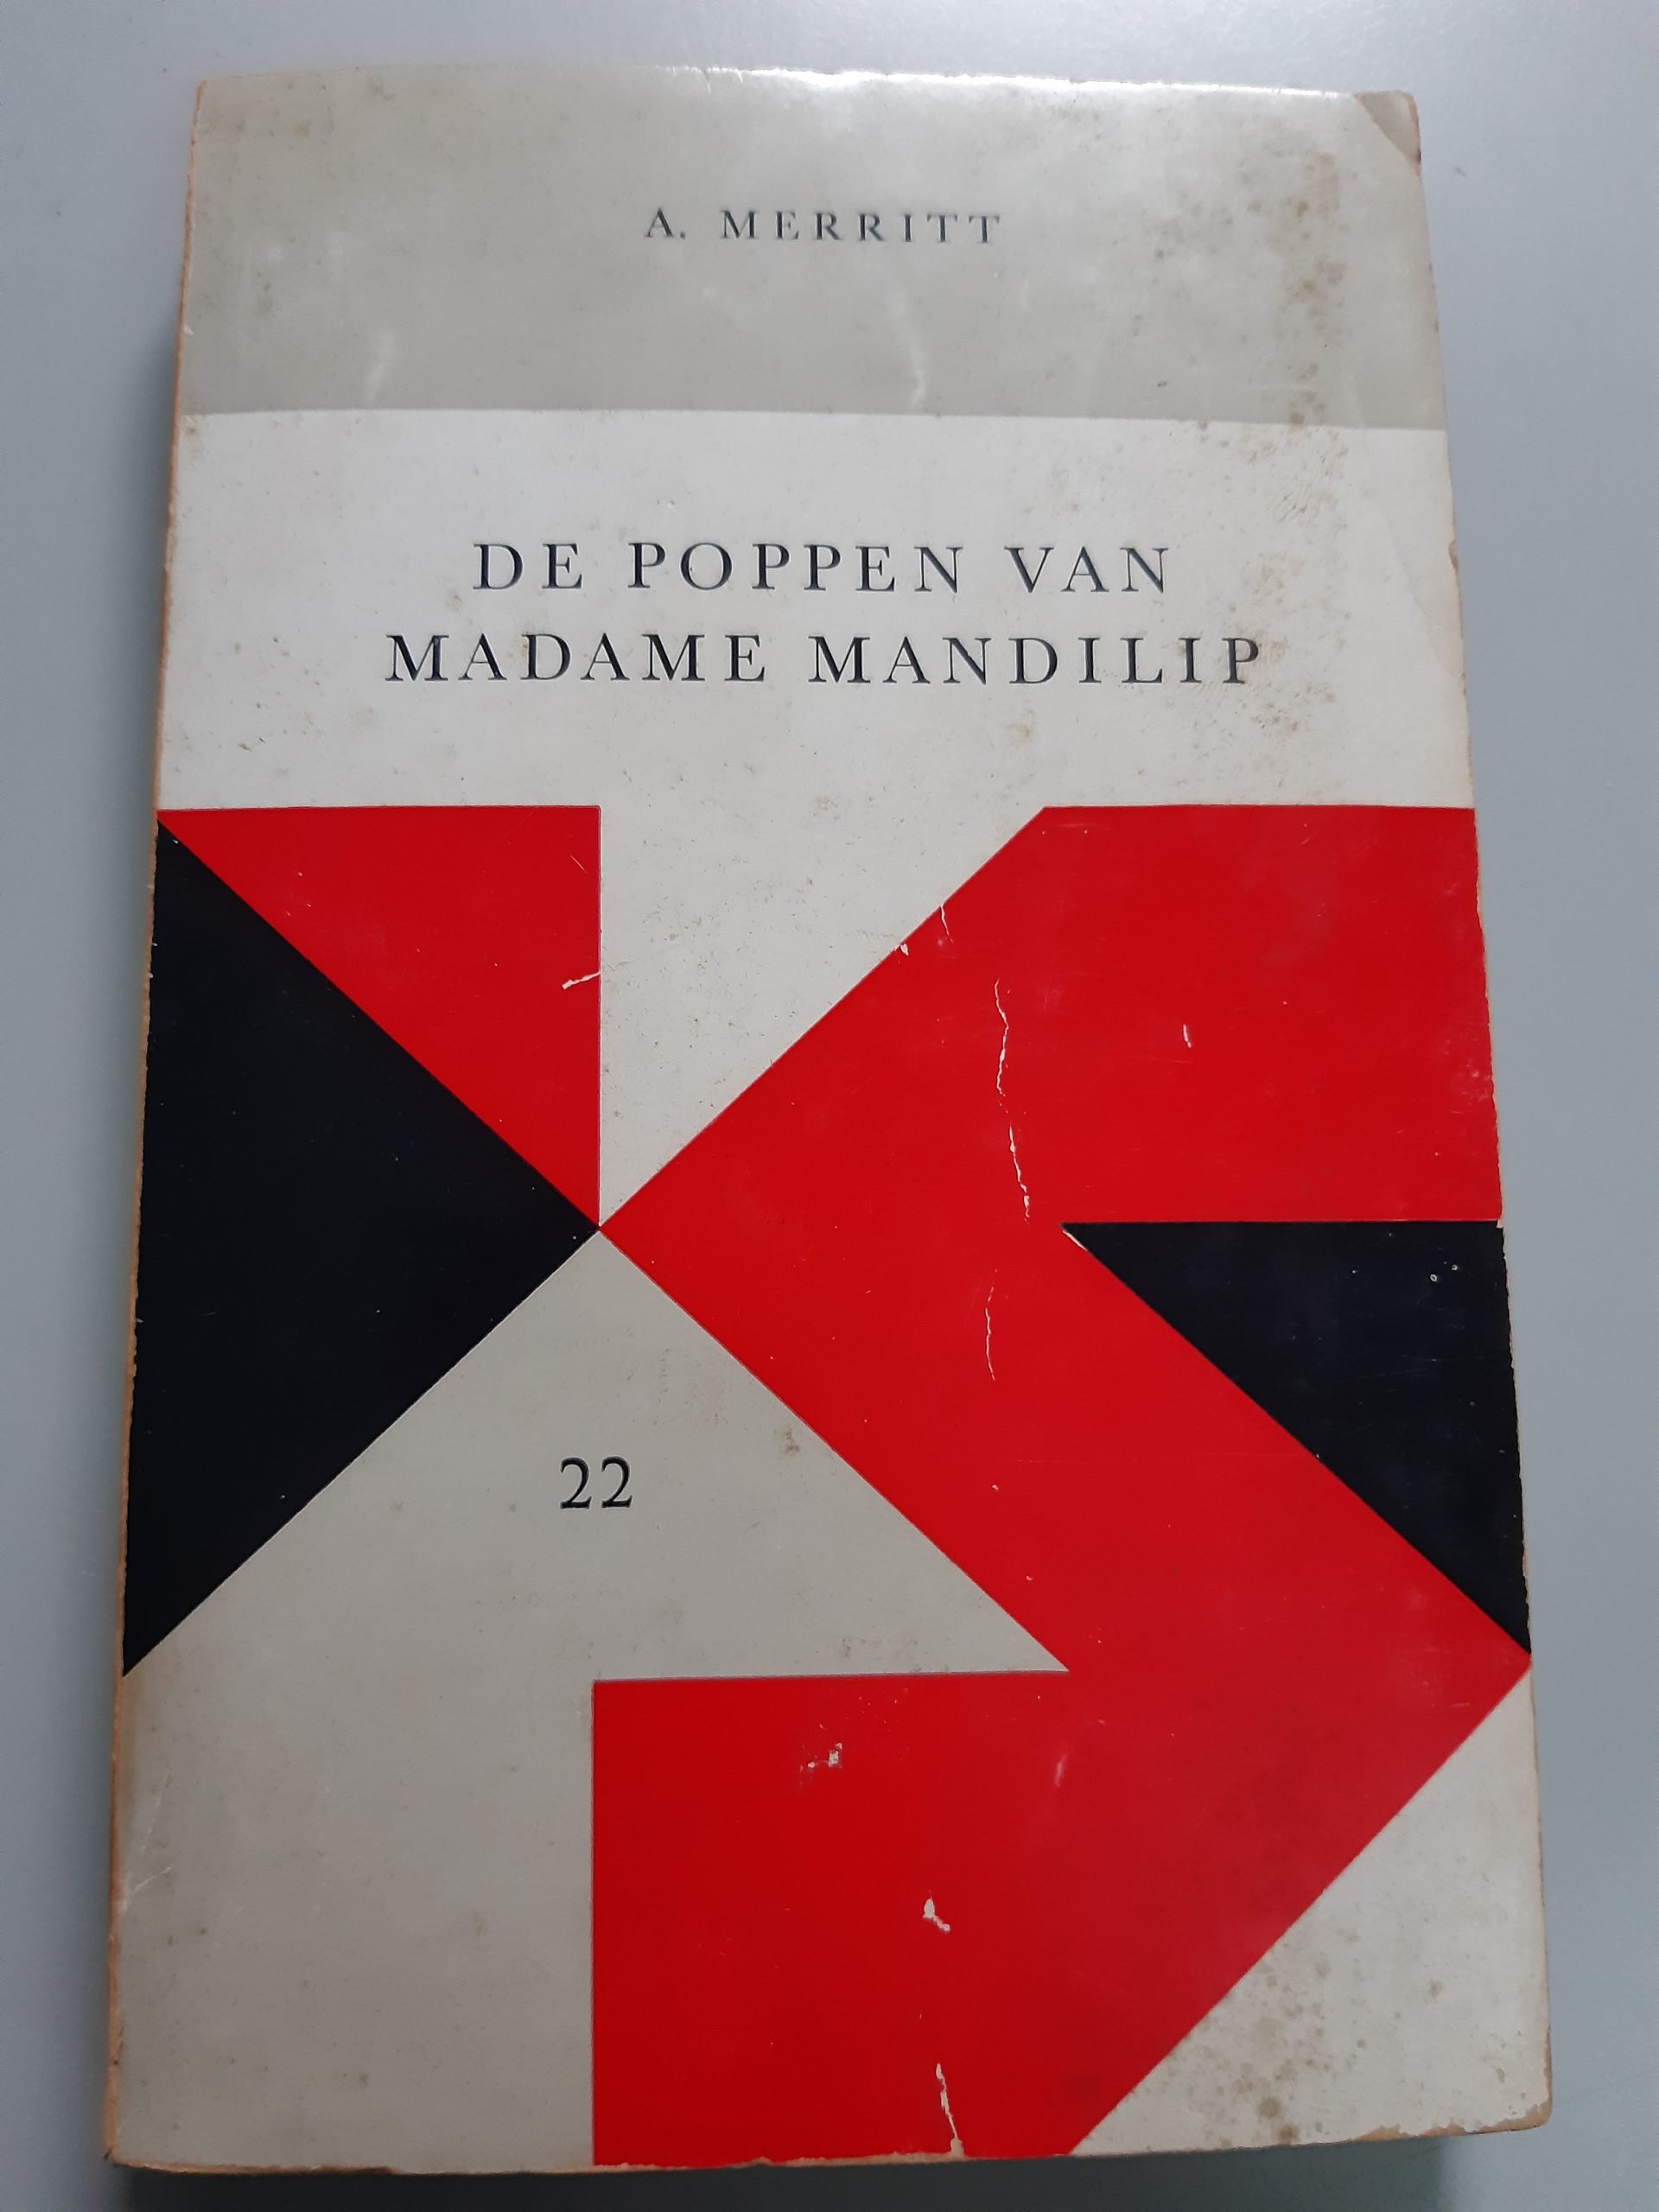 A. MERRITT
DE POPPEN VAN
MADAME MANDILIP
22